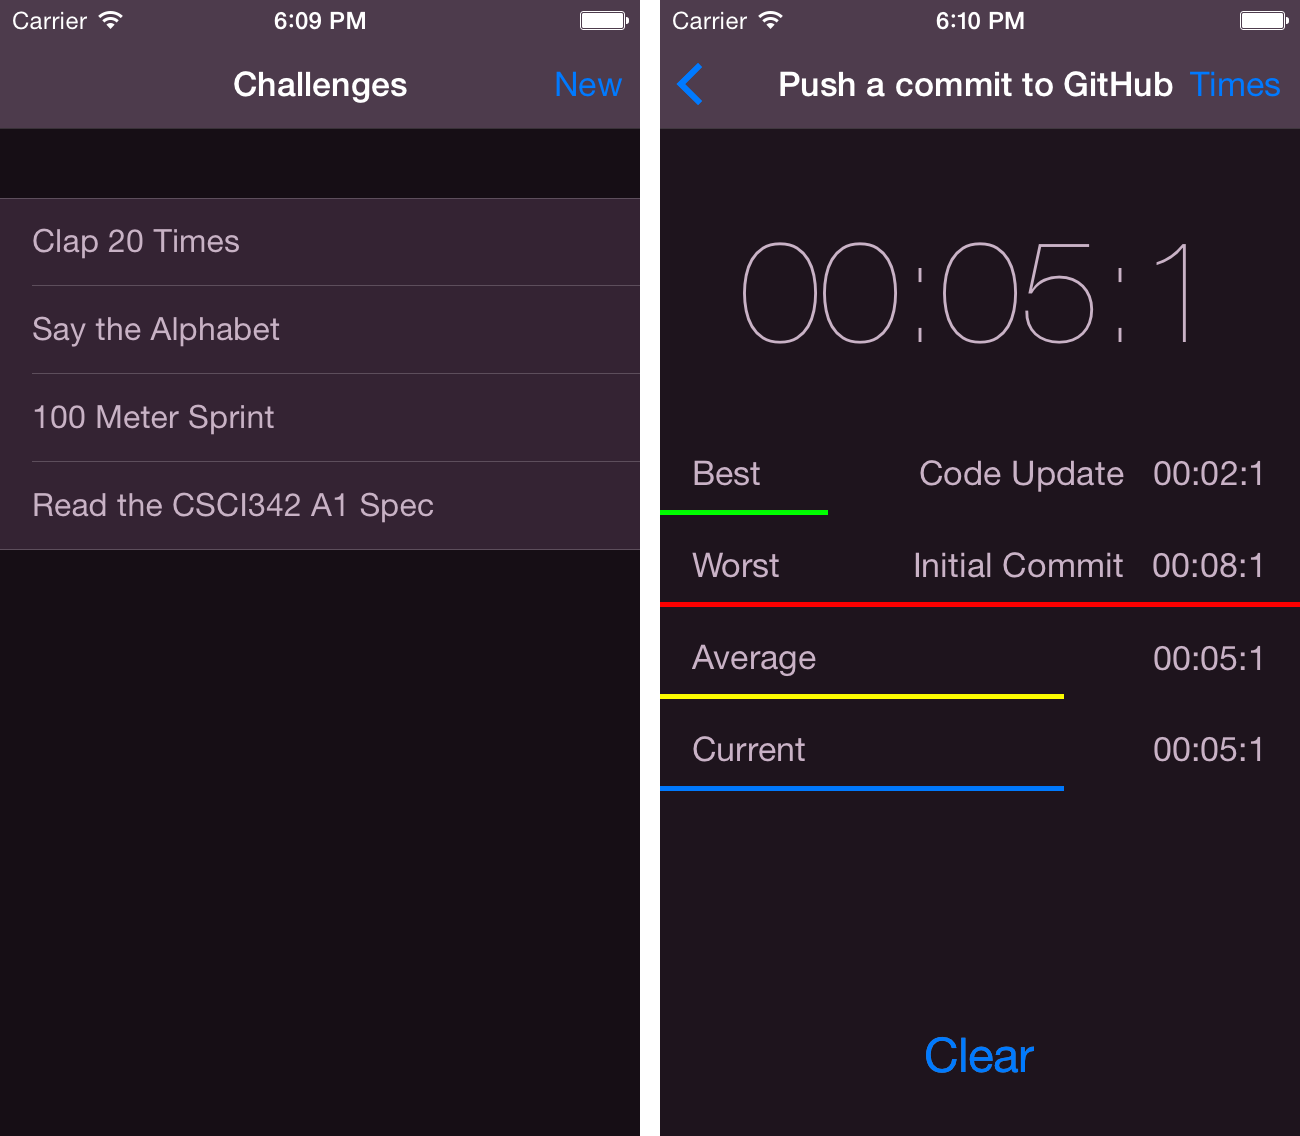 Carrier 6:09 PM
Challenges New
Clap 20 Times
Say the Alphabet
100 Meter Sprint
Read the CSCI342 A1 Spec
Carrier 6:10 PM
Push a commit to GitHub Times
00:05:1
Best Code Update 00:02:1
Worst Initial Commit 00:08:1
Average 00:05:1
Current 00:05:1
Clear